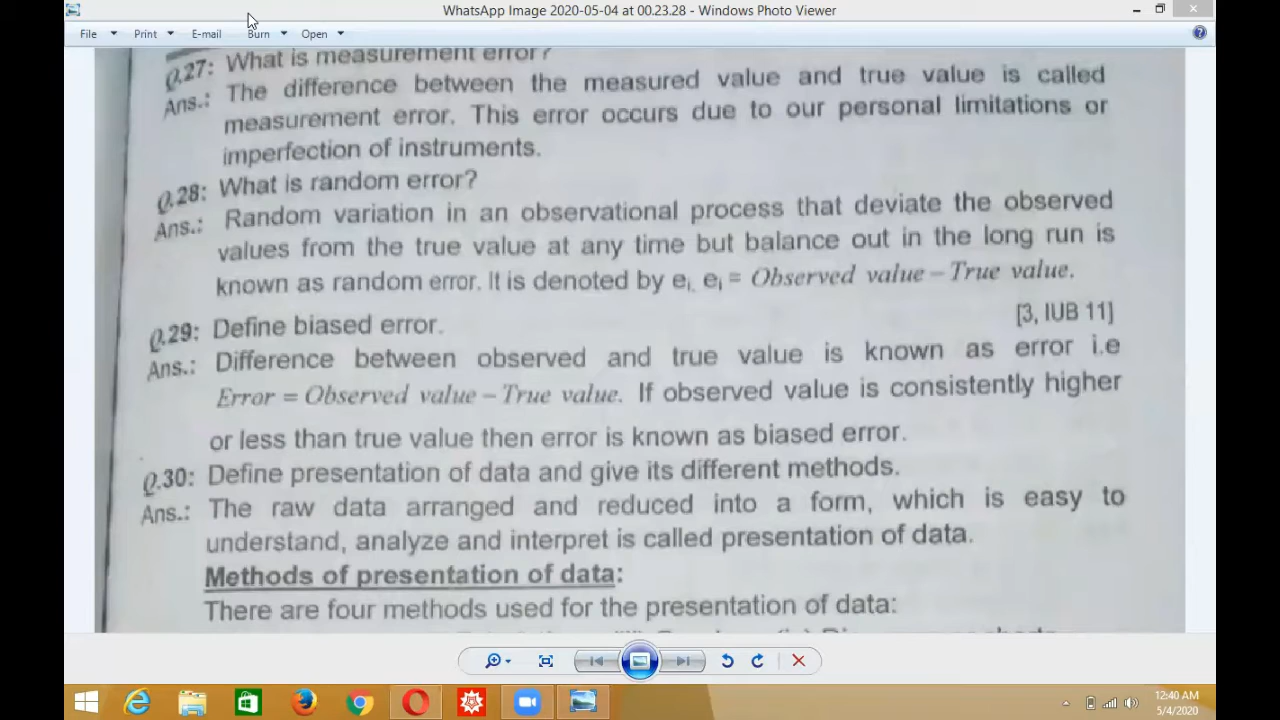 WhatsApp Image 2020-05-04 at 00.23.28 - Windows Photo Viewer
File Print E-mail Burn Open
Q.27: What is measurement error?
Ans.: The difference between the measured value and true value is called
measurement error. This error occurs due to our personal limitations or
imperfection of instruments.
Q.28: What is random error?
Ans.: Random variation in an observational process that deviate the observed
values from the true value at any time but balance out in the long run is
known as random error. It is denoted by ei. ei = Observed value – True value.
[3, IUB 11]
Q.29: Define biased error.
Ans.: Difference between observed and true value is known as error i.e
Error = Observed value – True value. If observed value is consistently higher
or less than true value then error is known as biased error.
Q.30: Define presentation of data and give its different methods.
Ans.: The raw data arranged and reduced into a form, which is easy to
understand, analyze and interpret is called presentation of data.
Methods of presentation of data:
There are four methods used for the presentation of data:
12:40 AM
5/4/2020